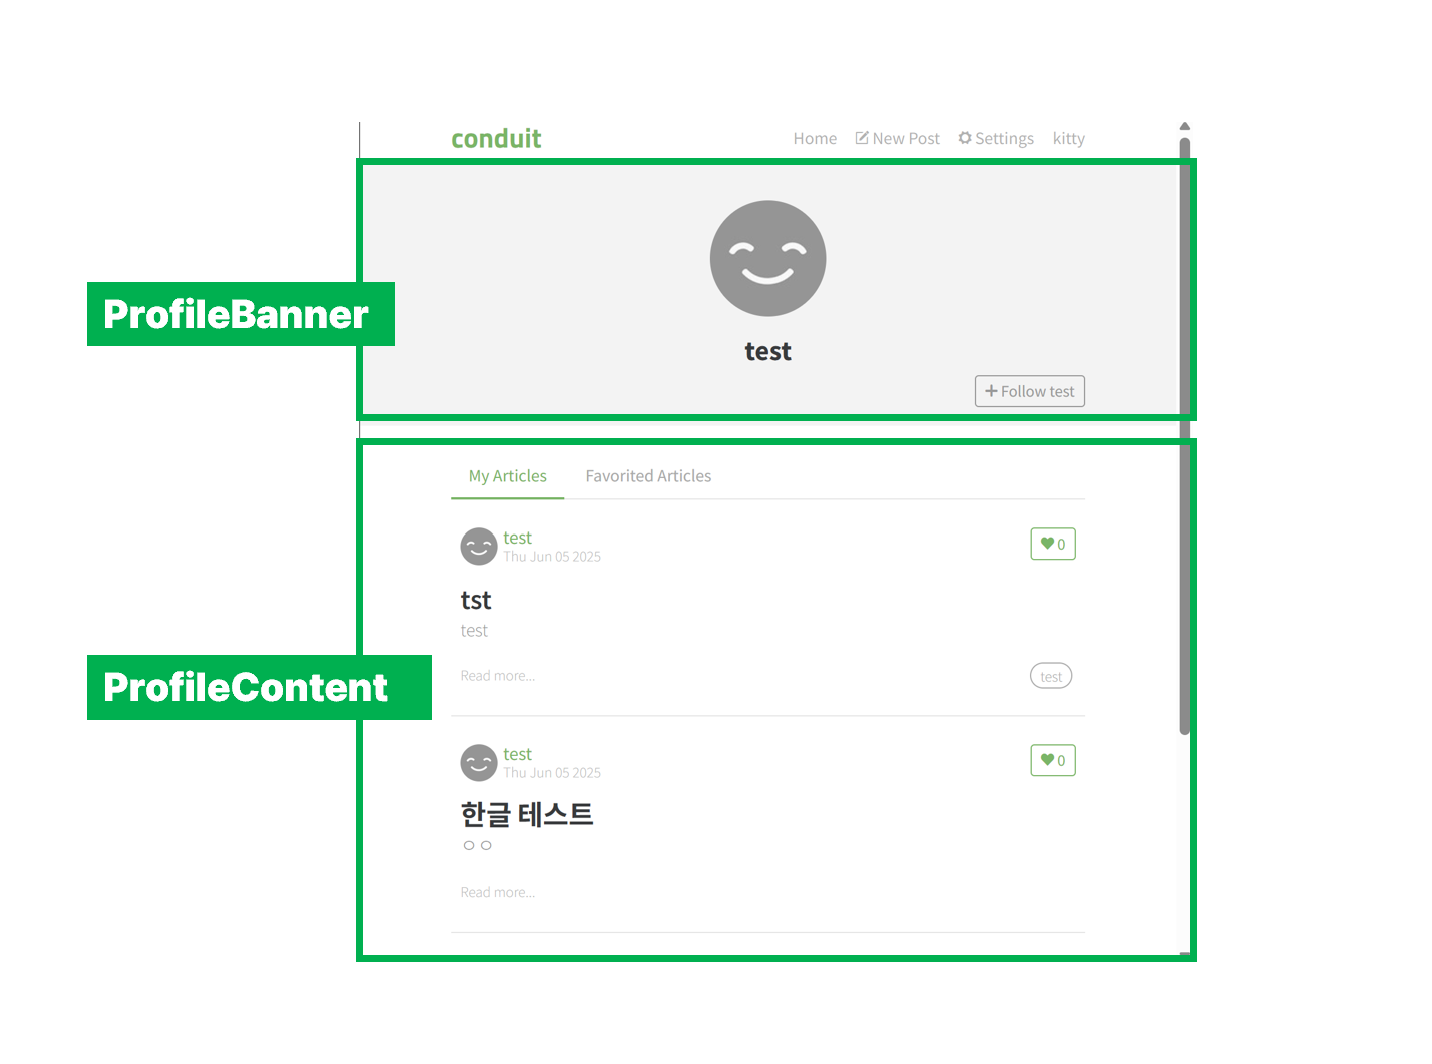 conduit
Home New Post Settings kitty
ProfileBanner
test
Follow test
My Articles Favorited Articles
test
Thu Jun 05 2025
0
tst
test
Read more...
test
ProfileContent
test
Thu Jun 05 2025
0
한글 테스트
ㅇㅇ
Read more...